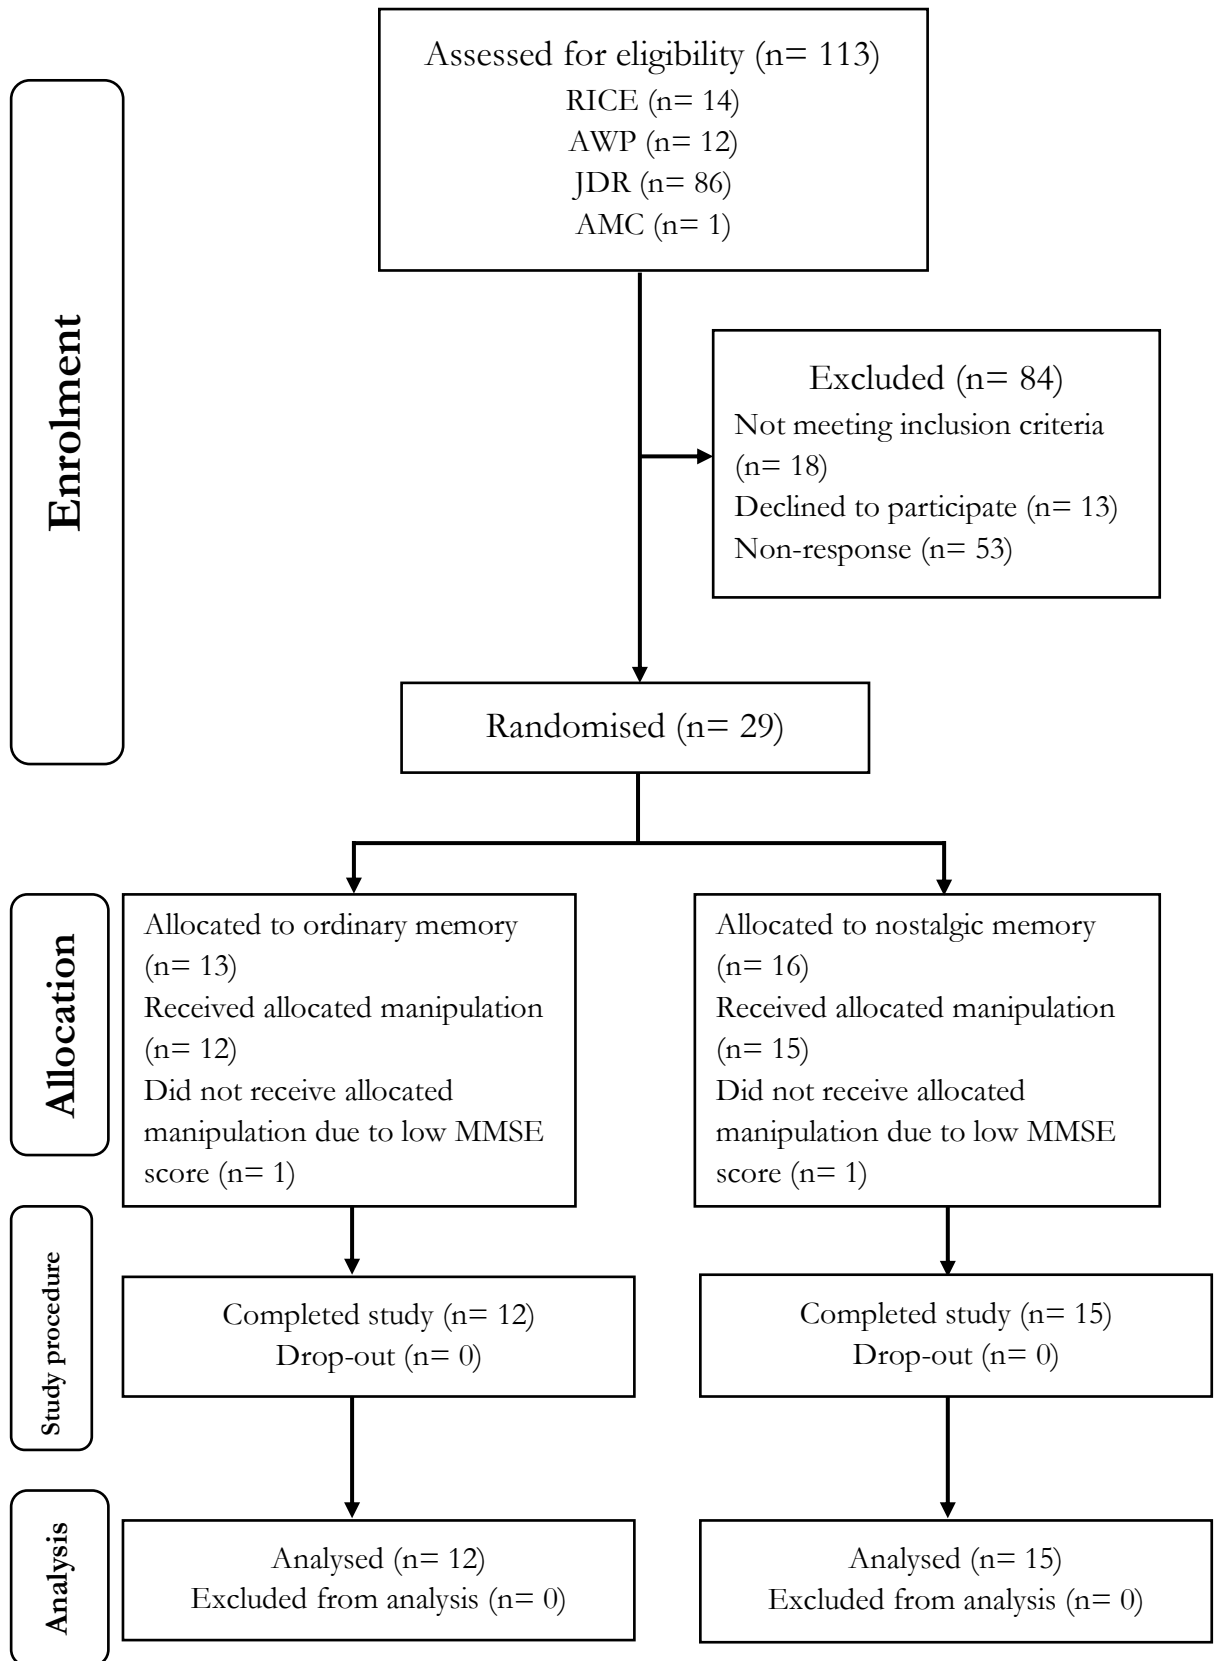 Assessed for eligibility (n= 113)
RICE (n= 14)
AWP (n= 12)
JDR (n= 86)
AMC (n= 1)
Enrolment
Excluded (n= 84)
Not meeting inclusion criteria
(n= 18)
Declined to participate (n= 13)
Non-response (n= 53)
Randomised (n= 29)
Allocation
Allocated to ordinary memory
(n= 13)
Received allocated manipulation
(n= 12)
Did not receive allocated
manipulation due to low MMSE
score (n= 1)
Allocated to nostalgic memory
(n= 16)
Received allocated manipulation
(n= 15)
Did not receive allocated
manipulation due to low MMSE
score (n= 1)
Study procedure
Completed study (n= 12)
Drop-out (n= 0)
Completed study (n= 15)
Drop-out (n= 0)
Analysis
Analysed (n= 12)
Excluded from analysis (n= 0)
Analysed (n= 15)
Excluded from analysis (n= 0)